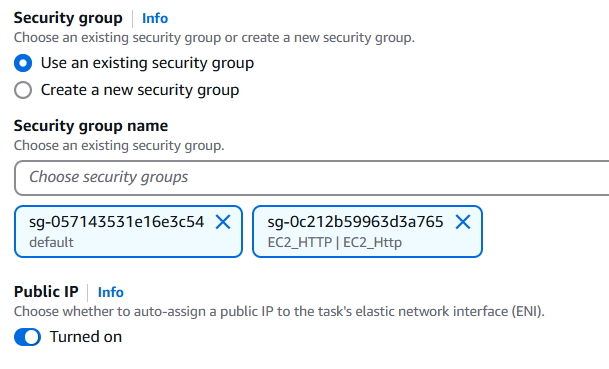 Security group Info
Choose an existing security group or create a new security group.
Use an existing security group
Create a new security group
Security group name
Choose an existing security group.
Choose security groups
sg-057143531e16e3c54 sg-0c212b59963d3a765
default EC2_HTTP | EC2_Http
Public IP Info
Choose whether to auto-assign a public IP to the task's elastic network interface (ENI).
Turned on